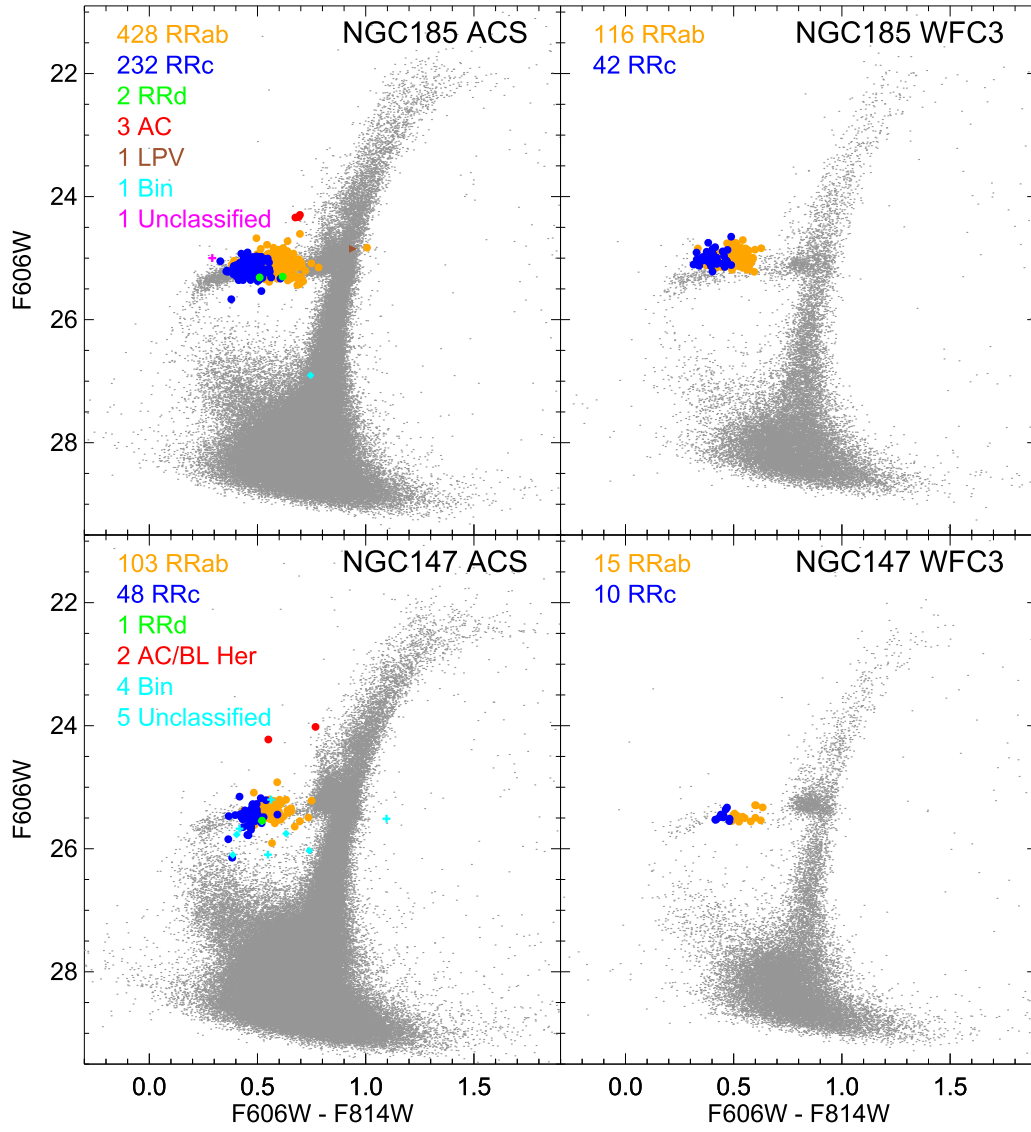 NGC185 ACS
428 RRab
232 RRc
2 RRd
3 AC
1 LPV
1 Bin
1 Unclassified
22
24
26
28
F606W
NGC185 WFC3
116 RRab
42 RRc
NGC147 ACS
103 RRab
48 RRc
1 RRd
2 AC/BL Her
4 Bin
5 Unclassified
22
24
26
28
F606W
0.0 0.5 1.0 1.5
F606W - F814W
NGC147 WFC3
15 RRab
10 RRc
0.0 0.5 1.0 1.5
F606W - F814W